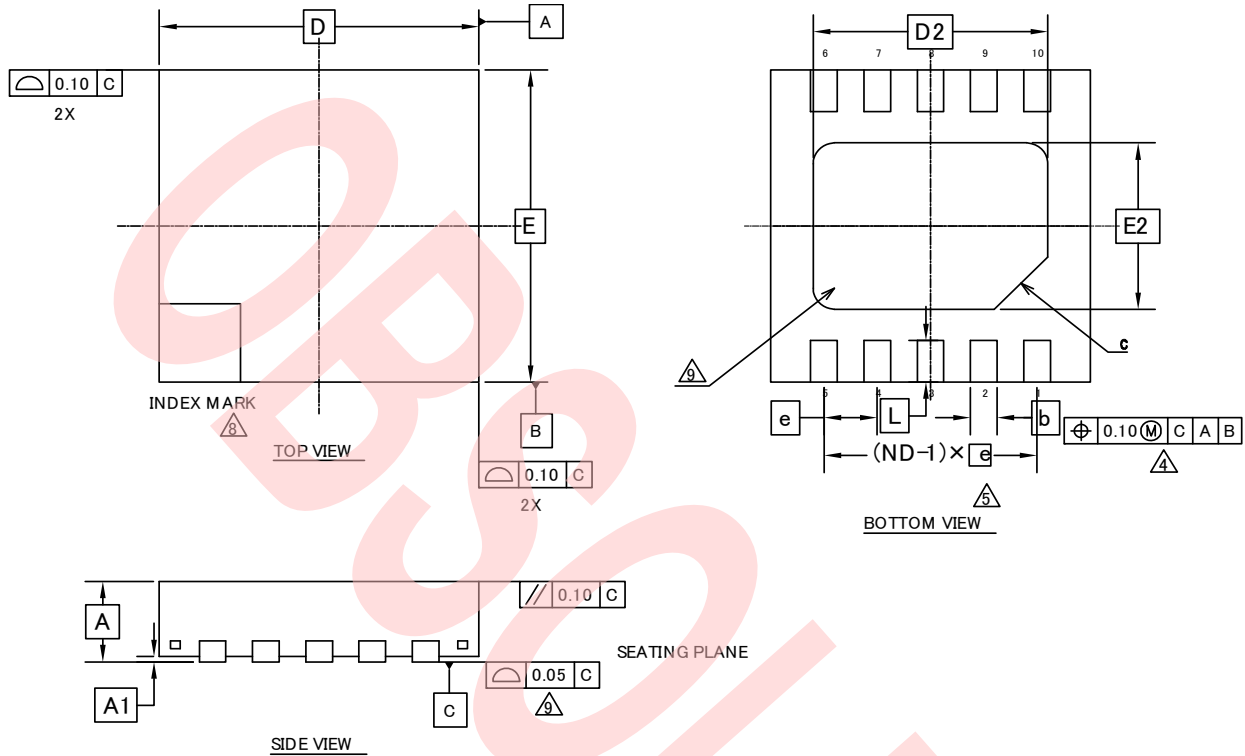 D
A
0.10 C
2X
E
INDEX MARK
8
TOP VIEW
B
0.10 C
2X
D2
6 7 8 9 10
E2
c
9
5 4 3 2 1
e
L
b
⌖ 0.10 Ⓜ C A B
4
(ND-1)× e
5
BOTTOM VIEW
A
// 0.10 C
SEATING PLANE
0.05 C
9
A1
C
SIDE VIEW